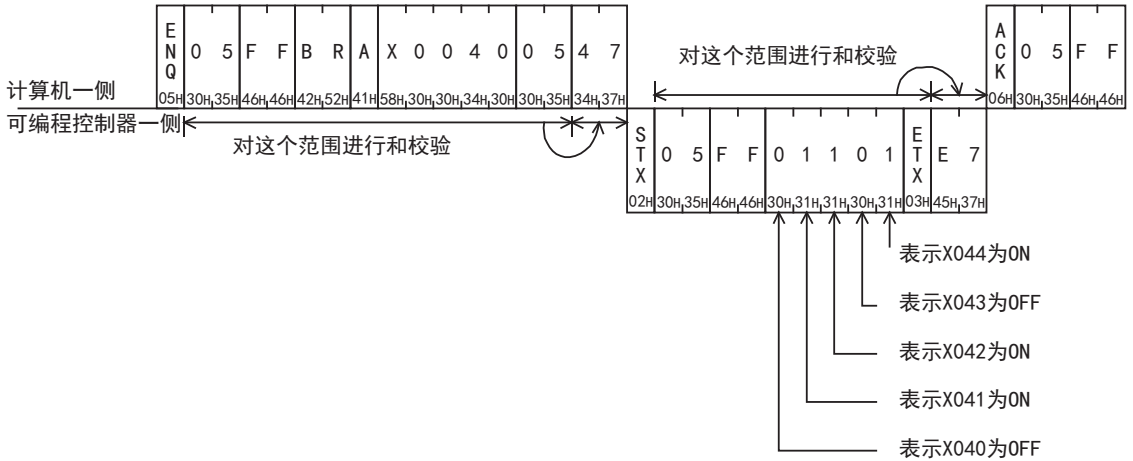 ENQ 0 5 F F B R A X 0 0 4 0 0 5 4 7
05H 30H,35H 46H,46H 42H,52H 41H 58H,30H,30H,34H,30H 30H,35H 34H,37H
对这个范围进行和校验
ACK 0 5 F F
06H 30H,35H 46H,46H
计算机一侧
可编程控制器一侧
对这个范围进行和校验
STX 0 5 F F 0 1 1 0 1 ETX E 7
02H 30H,35H 46H,46H 30H,31H,31H,30H,31H 03H 45H,37H
表示X044为ON
表示X043为OFF
表示X042为ON
表示X041为ON
表示X040为OFF